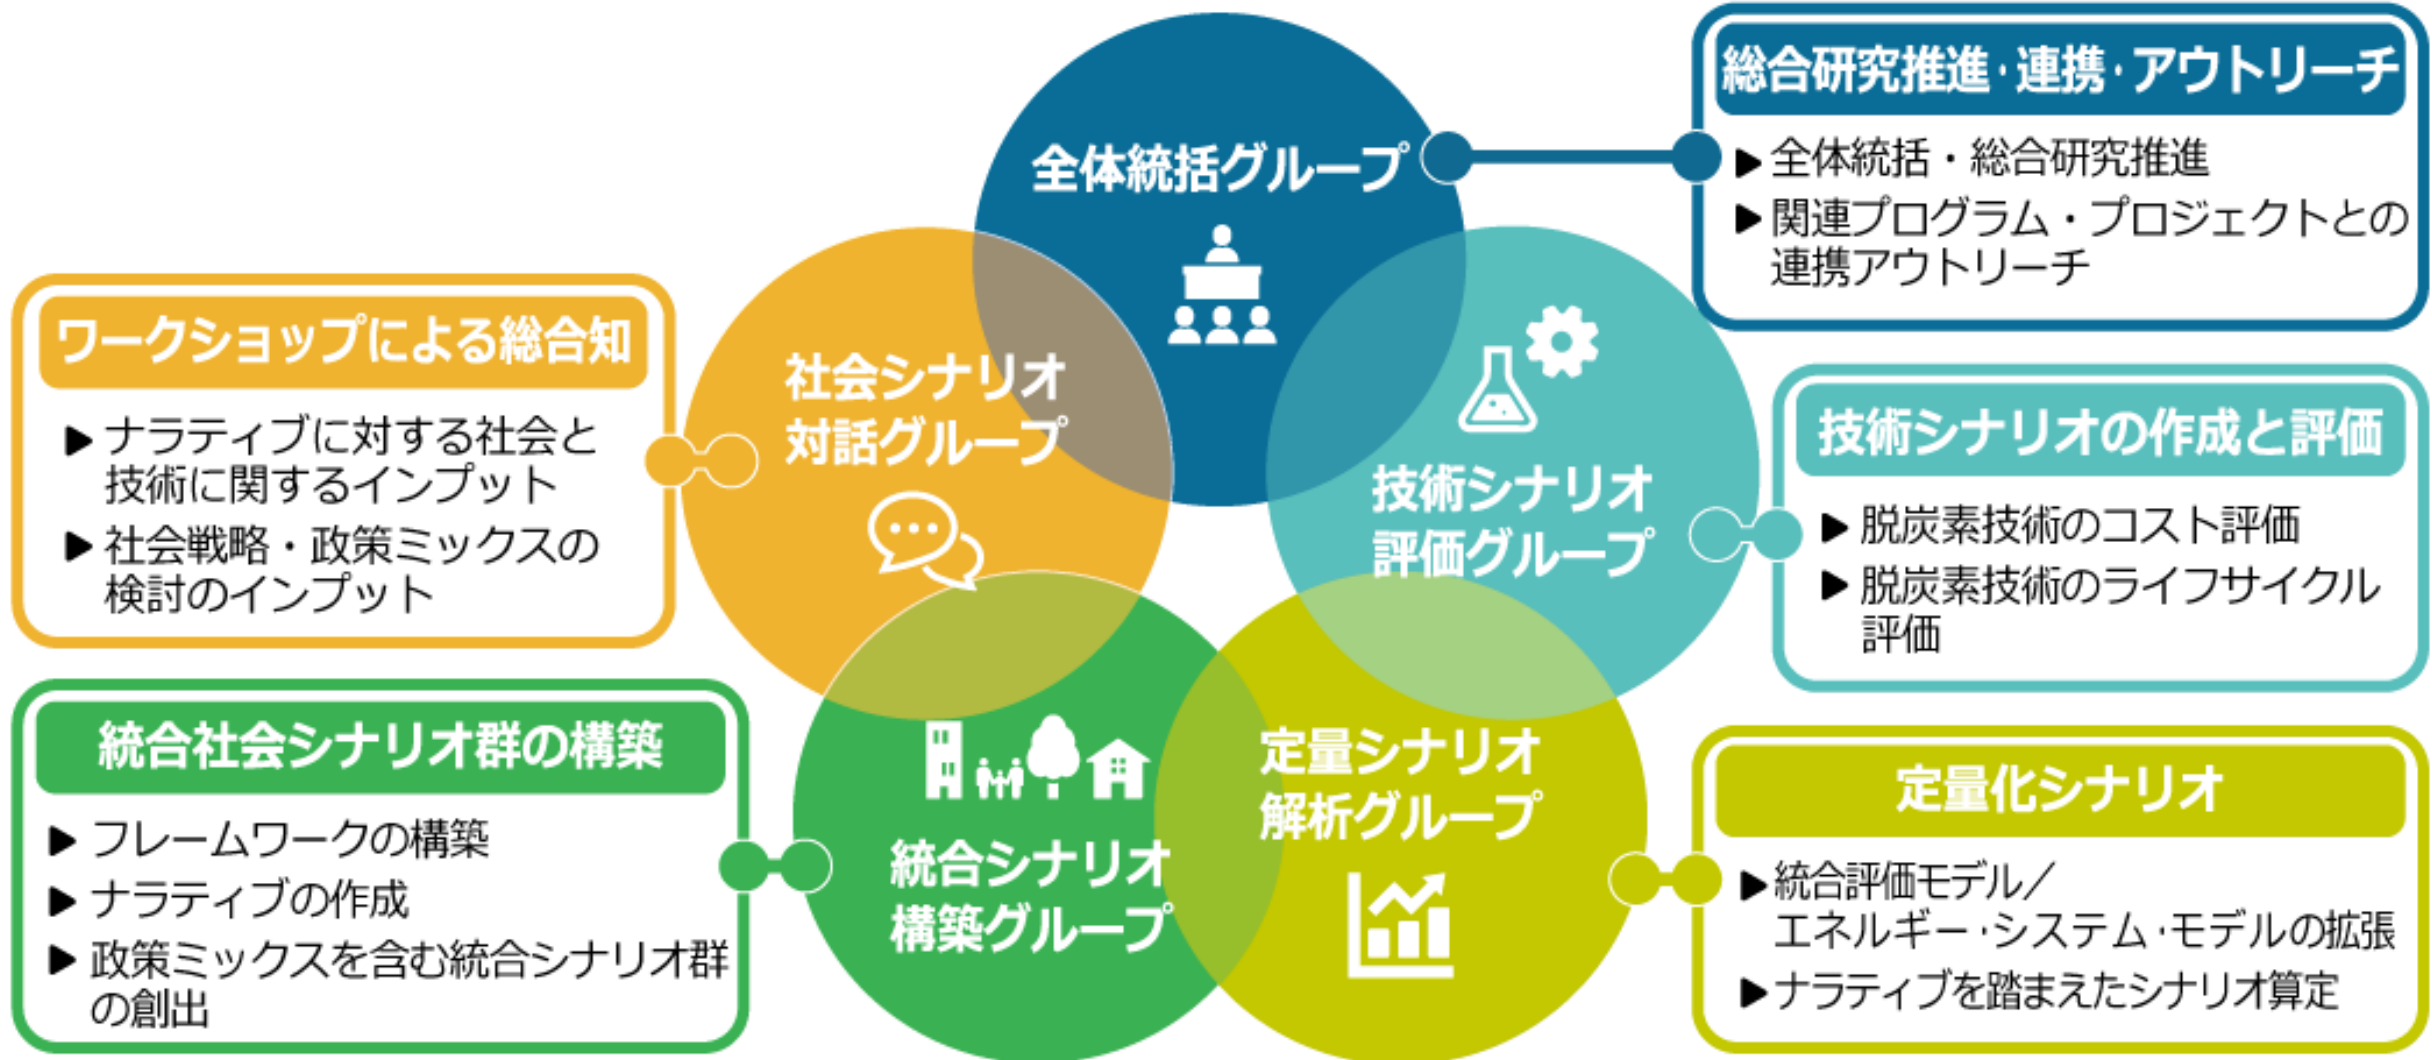 全体統括グループ
総合研究推進・連携・アウトリーチ
▶全体統括・総合研究推進
▶関連プログラム・プロジェクトとの
連携アウトリーチ
社会シナリオ
対話グループ
ワークショップによる総合知
▶ナラティブに対する社会と
技術に関するインプット
▶社会戦略・政策ミックスの
検討のインプット
技術シナリオ
評価グループ
技術シナリオの作成と評価
▶脱炭素技術のコスト評価
▶脱炭素技術のライフサイクル
評価
統合シナリオ
構築グループ
統合社会シナリオ群の構築
▶フレームワークの構築
▶ナラティブの作成
▶政策ミックスを含む統合シナリオ群
の創出
定量シナリオ
解析グループ
定量化シナリオ
▶統合評価モデル／
エネルギー・システム・モデルの拡張
▶ナラティブを踏まえたシナリオ算定